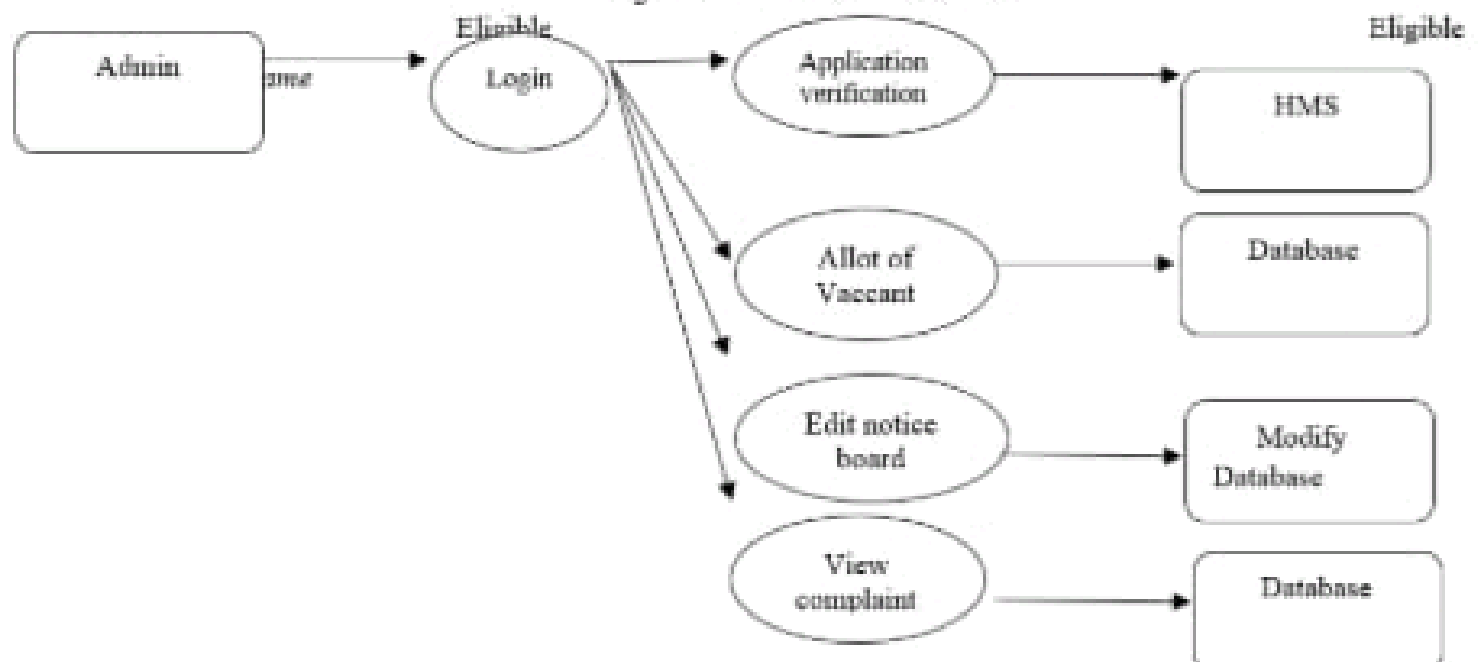 Eligible
Eligible
Admin
ame
Login
Application
verification
HMS
Allot of
Vaccant
Database
Edit notice
board
Modify
Database
View
complaint
Database